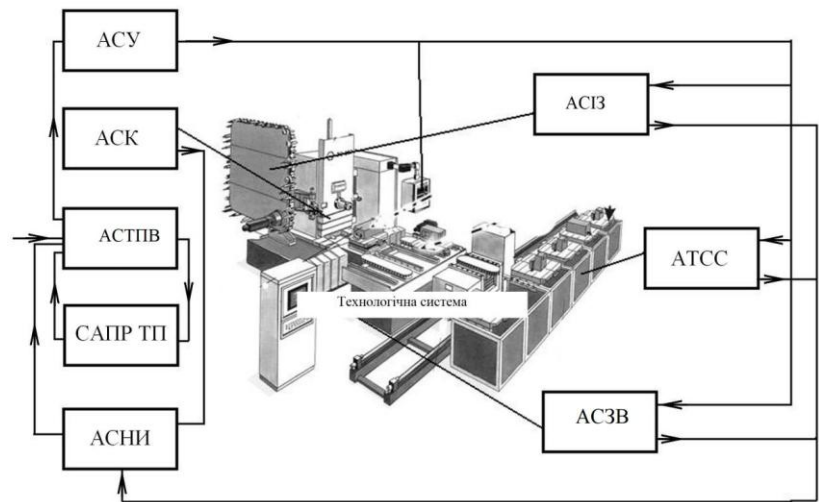 АСУ
АСК
АСТПВ
САПР ТП
АСНИ
АСІЗ
АТСС
АСЗВ
Технологічна система